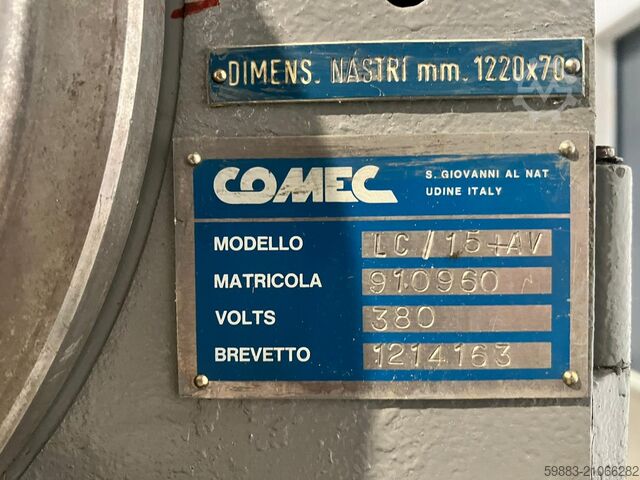 DIMENS. NASTRI mm. 1220x70
COMEC
S. GIOVANNI AL NAT
UDINE ITALY
MODELLO LC/15+AV
MATRICOLA 910960
VOLTS 380
BREVETTO 1214163
59883-21066282